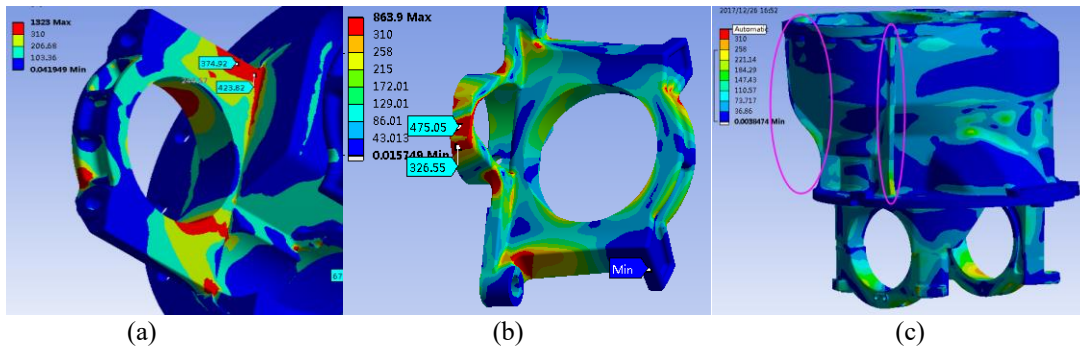 1323 Max
310
206.68
103.36
0.041949 Min
374.92
423.82
67
(a)
863.9 Max
310
258
215
172.01
129.01
86.01
43.013
0.015749 Min
475.05
326.55
Min
(b)
2017/12/26 16:52
Automatic
310
258
221.14
184.29
147.43
110.57
73.717
36.86
0.0038474 Min
(c)